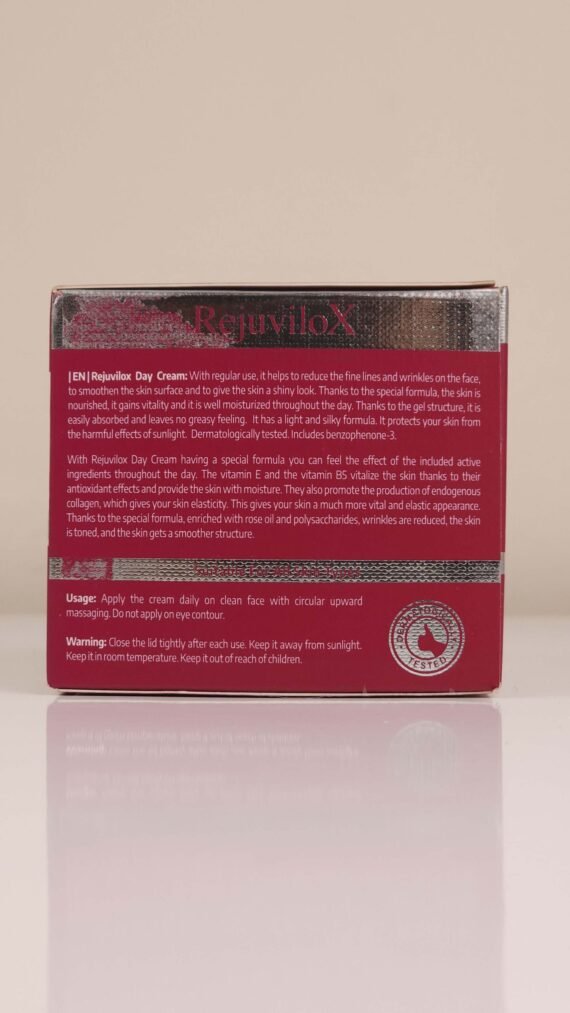 RejuviloX
|EN| Rejuvilox Day Cream: With regular use, it helps to reduce the fine lines and wrinkles on the face,
to smoothen the skin surface and to give the skin a shiny look. Thanks to the special formula, the skin is
nourished, it gains vitality and it is well moisturized throughout the day. Thanks to the gel structure, it is
easily absorbed and leaves no greasy feeling. It has a light and silky formula. It protects your skin from
the harmful effects of sunlight. Dermatologically tested. Includes benzophenone-3.
With Rejuvilox Day Cream having a special formula you can feel the effect of the included active
ingredients throughout the day. The vitamin E and the vitamin B5 vitalize the skin thanks to their
antioxidant effects and provide the skin with moisture. They also promote the production of endogenous
collagen, which gives your skin elasticity. This gives your skin a much more vital and elastic appearance.
Thanks to the special formula, enriched with rose oil and polysaccharides, wrinkles are reduced, the skin
is toned, and the skin gets a smoother structure.
Usage: Apply the cream daily on clean face with circular upward
massaging. Do not apply on eye contour.
Warning: Close the lid tightly after each use. Keep it away from sunlight.
Keep it in room temperature. Keep it out of reach of children.
TESTED